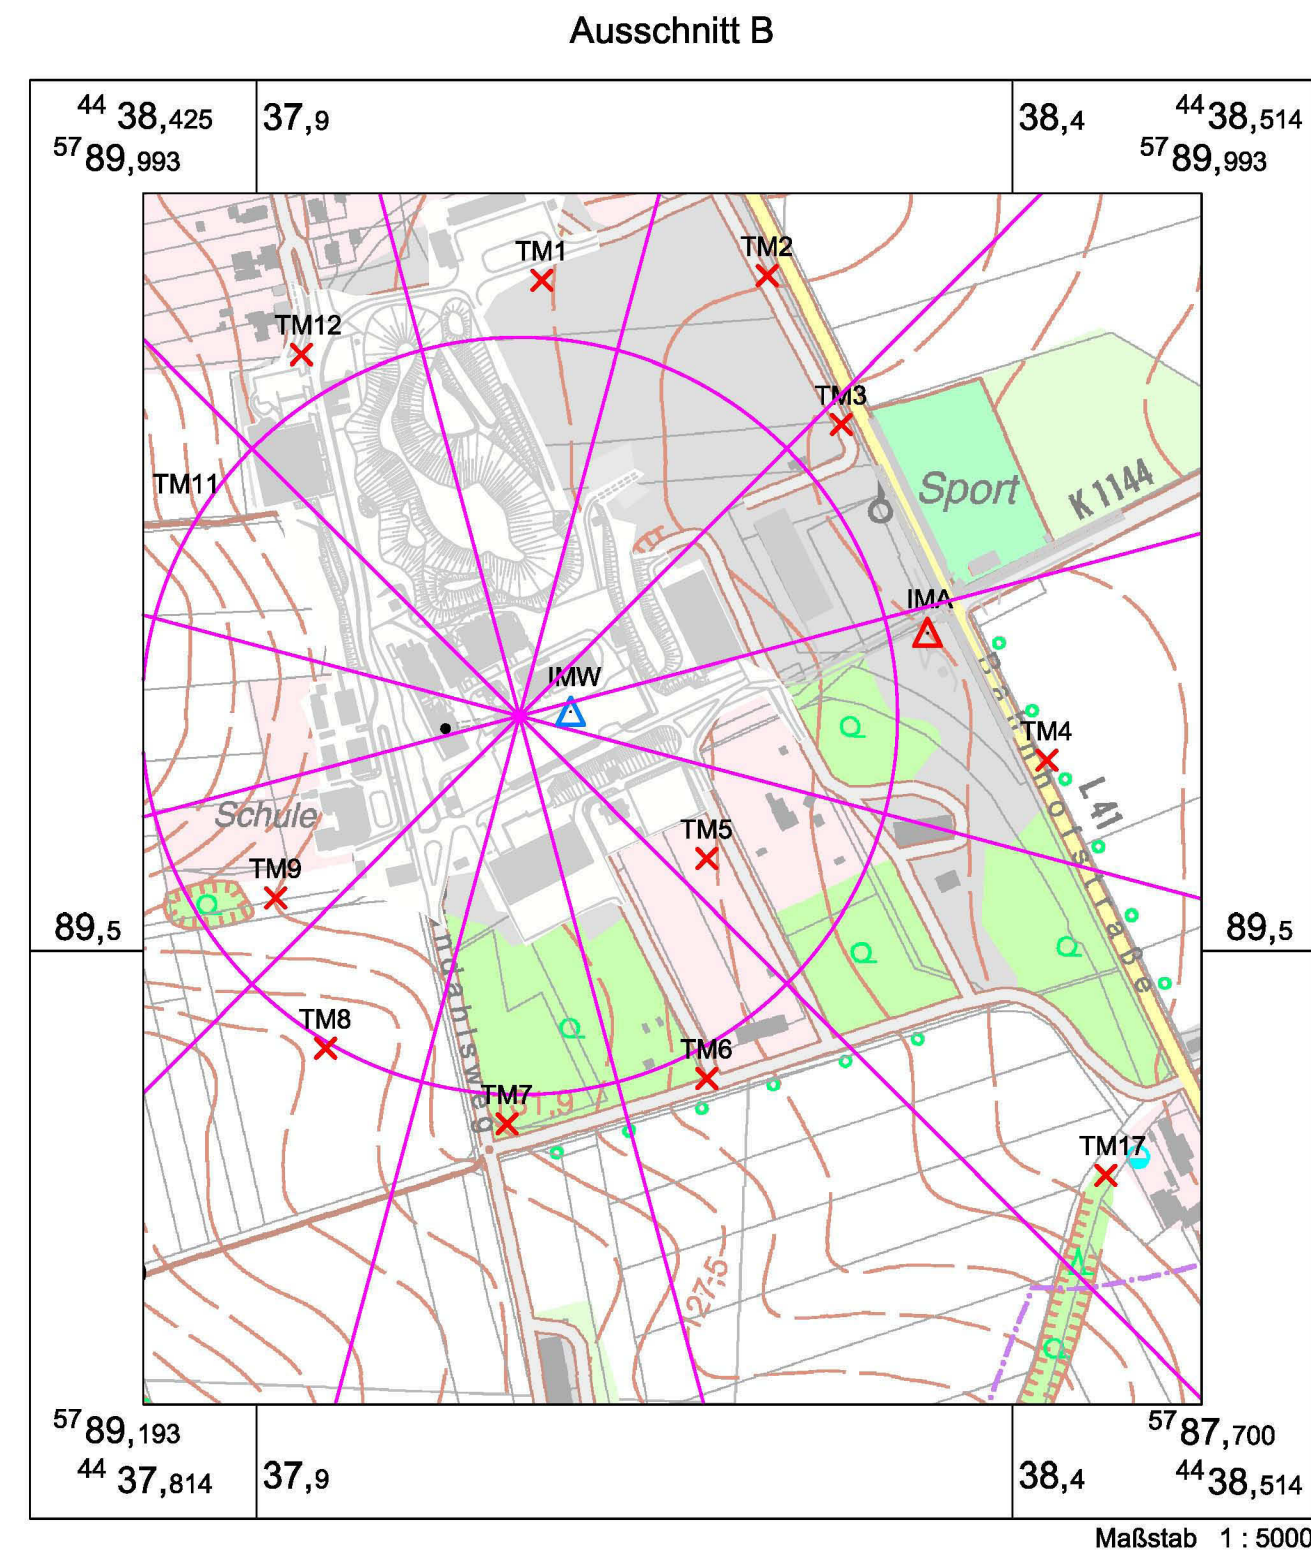 Ausschnitt B
44 38,425
37,9
38,4
44 38,514
57 89,993
57 89,993
TM1
TM2
TM12
TM3
TM11
Sport
K 1144
IMA
IMW
TM4
Bahnhofstraße
L 41
Schule
TM5
TM9
89,5
89,5
ndahlsweg
TM8
TM6
TM7
131,9
TM17
127,5
57 89,193
57 87,700
44 37,814
37,9
38,4
44 38,514
Maßstab 1 : 5000